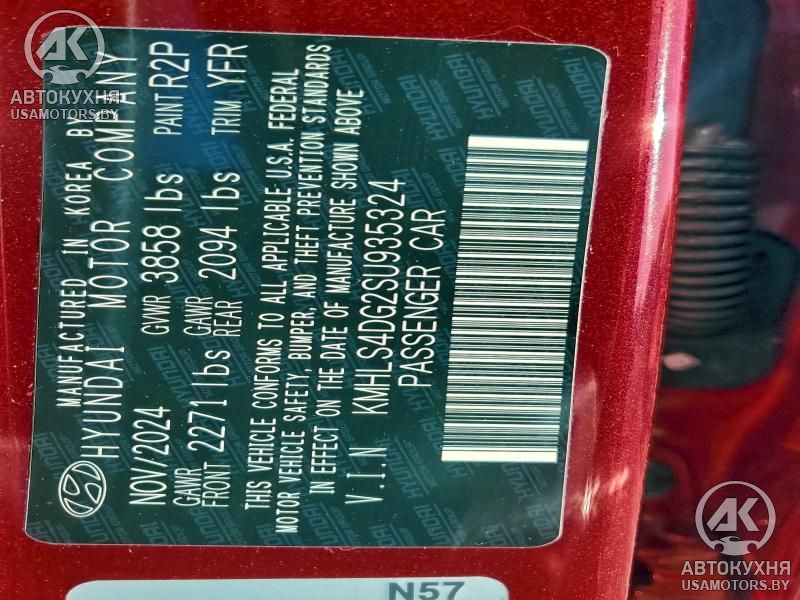 MANUFACTURED IN KOREA BY
HYUNDAI MOTOR COMPANY
NOV/2024 GVWR 3858 lbs PAINT R2P
GAWR FRONT 2271 lbs GAWR REAR 2094 lbs TRIM YFR
THIS VEHICLE CONFORMS TO ALL APPLICABLE U.S.A. FEDERAL
MOTOR VEHICLE SAFETY, BUMPER, AND THEFT PREVENTION STANDARDS
IN EFFECT ON THE DATE OF MANUFACTURE SHOWN ABOVE
V.I.N KMHLS4DG2SU935324
PASSENGER CAR
N57
АК
АВТОКУХНЯ
USAMOTORS.BY
АК
АВТОКУХНЯ
USAMOTORS.BY